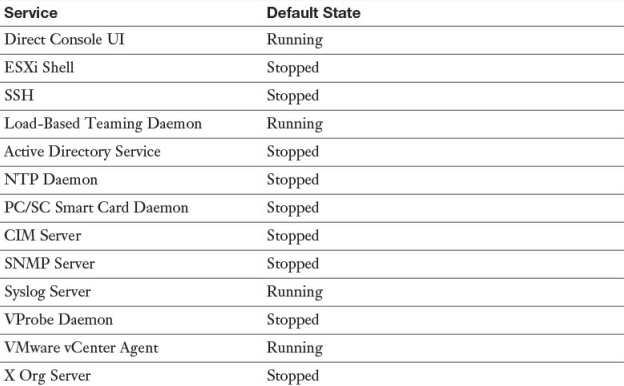 Service Default State
Direct Console UI Running
ESXi Shell Stopped
SSH Stopped
Load-Based Teaming Daemon Running
Active Directory Service Stopped
NTP Daemon Stopped
PC/SC Smart Card Daemon Stopped
CIM Server Stopped
SNMP Server Stopped
Syslog Server Running
VProbe Daemon Stopped
VMware vCenter Agent Running
X Org Server Stopped